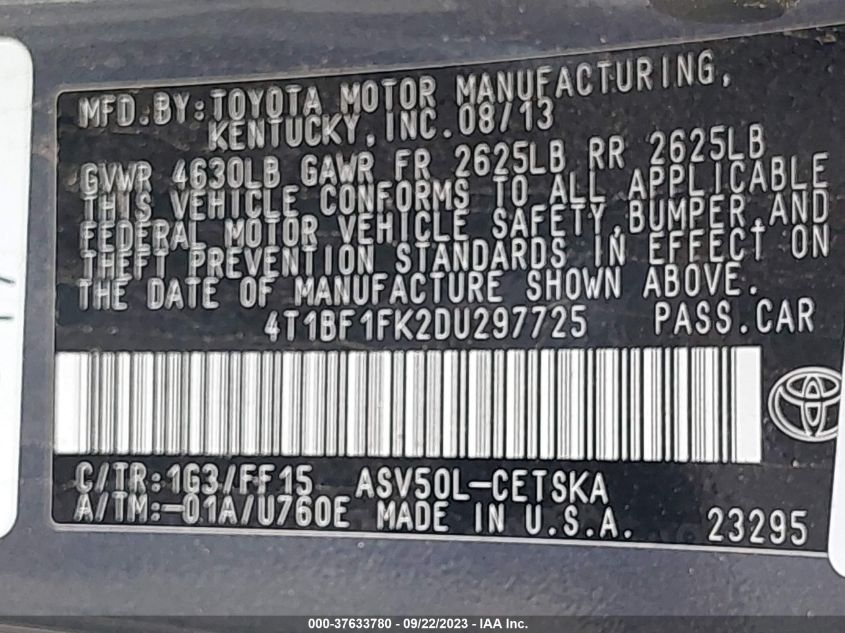 MFD.BY:TOYOTA MOTOR MANUFACTURING,
KENTUCKY,INC.08/13
GVWR 4630LB GAWR FR 2625LB RR 2625LB
THIS VEHICLE CONFORMS TO ALL APPLICABLE
FEDERAL MOTOR VEHICLE SAFETY,BUMPER,AND
THEFT PREVENTION STANDARDS IN EFFECT ON
THE DATE OF MANUFACTURE SHOWN ABOVE.
4T1BF1FK2DU297725 PASS.CAR
C/TR:1G3/FF15 ASV50L-CETSKA
A/TM:-01A/U760E MADE IN U.S.A. 23295
000-37633780 - 09/22/2023 - IAA Inc.